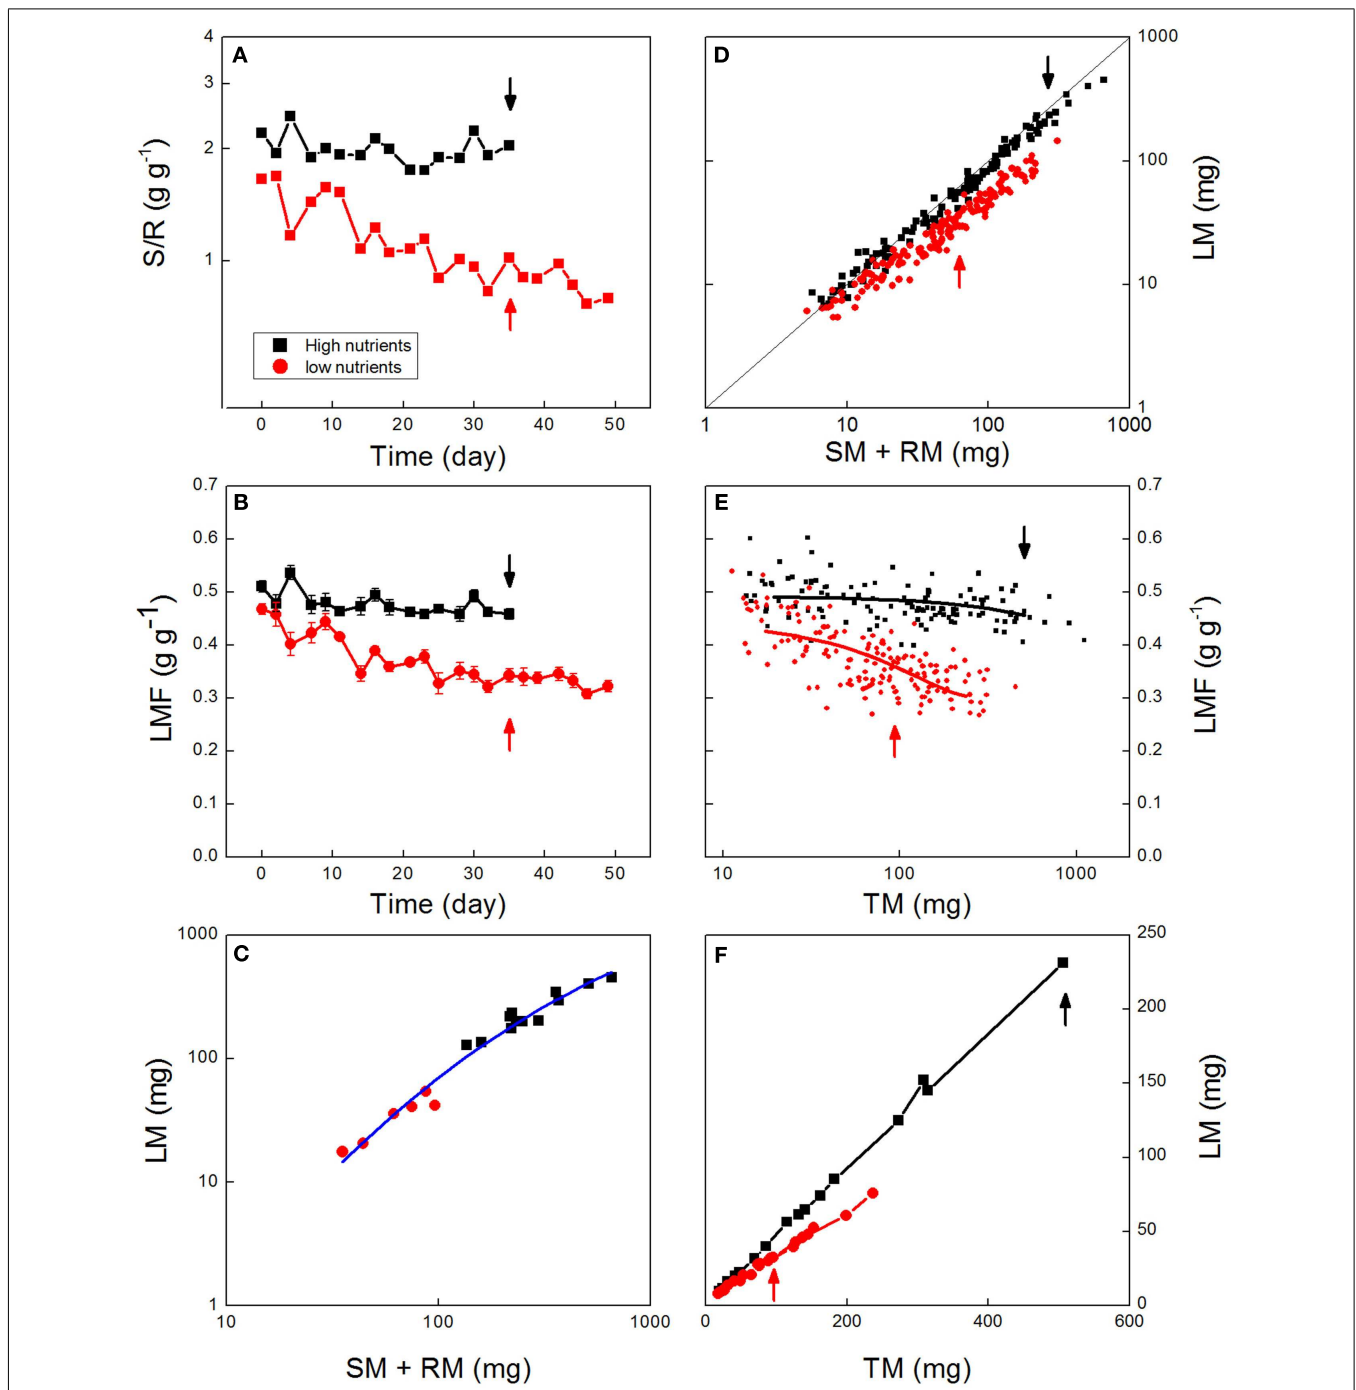 A
S/R (g g-1)
4
3
2
1
High nutrients
low nutrients
0 10 20 30 40 50
Time (day)
D
LM (mg)
1000
100
10
1
1 10 100 1000
SM + RM (mg)
B
LMF (g g-1)
0.7
0.6
0.5
0.4
0.3
0.2
0.1
0.0
0 10 20 30 40 50
Time (day)
E
LMF (g g-1)
0.7
0.6
0.5
0.4
0.3
0.2
0.1
0.0
10 100 1000
TM (mg)
C
LM (mg)
1000
100
10
1
10 100 1000
SM + RM (mg)
F
LM (mg)
250
200
150
100
50
0
0 200 400 600
TM (mg)